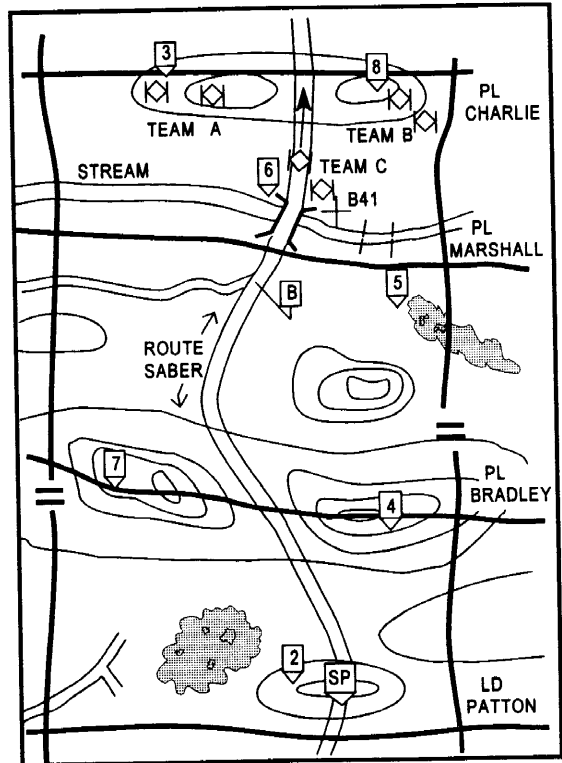 3
8
PL
CHARLIE
TEAM A
TEAM B
STREAM
6
TEAM C
B41
PL
MARSHALL
B
5
ROUTE
SABER
7
PL
BRADLEY
4
2
SP
LD
PATTON